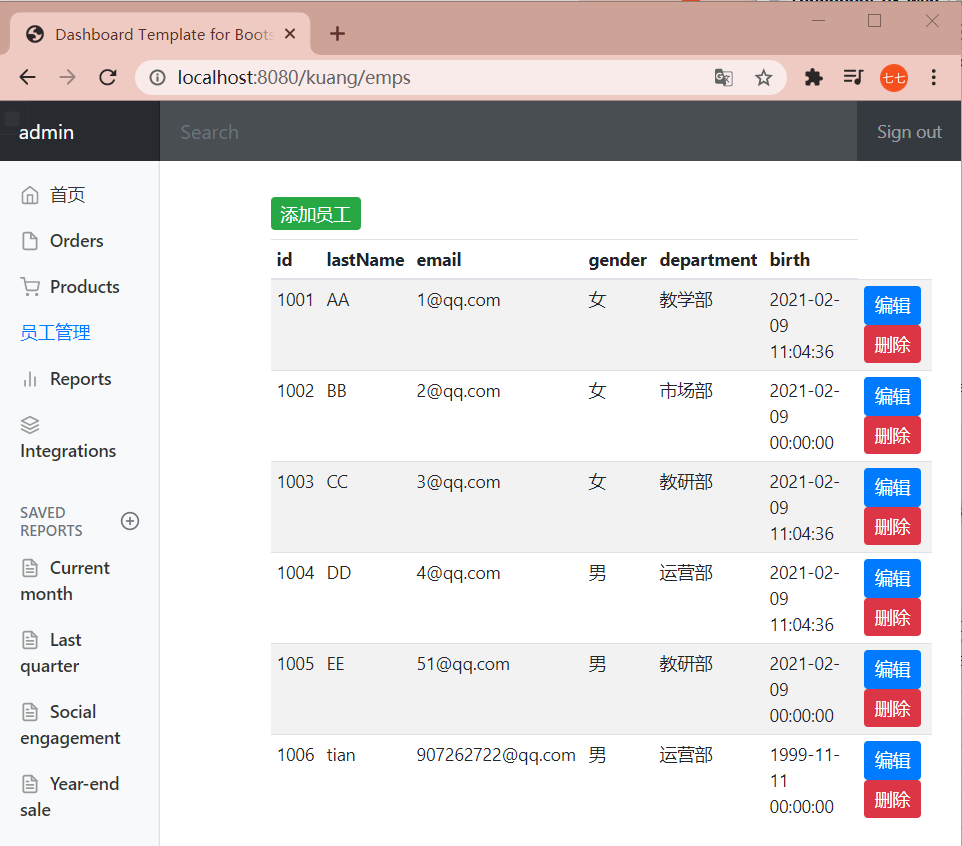 Dashboard Template for Boots
localhost:8080/kuang/emps
七七
admin
Search
Sign out
首页
Orders
Products
员工管理
Reports
Integrations
SAVED
REPORTS
Current
month
Last
quarter
Social
engagement
Year-end
sale
添加员工
id lastName email gender department birth
1001 AA 1@qq.com 女 教学部 2021-02-
09
11:04:36
编辑
删除
1002 BB 2@qq.com 女 市场部 2021-02-
09
00:00:00
编辑
删除
1003 CC 3@qq.com 女 教研部 2021-02-
09
11:04:36
编辑
删除
1004 DD 4@qq.com 男 运营部 2021-02-
09
11:04:36
编辑
删除
1005 EE 51@qq.com 男 教研部 2021-02-
09
00:00:00
编辑
删除
1006 tian 907262722@qq.com 男 运营部 1999-11-
11
00:00:00
编辑
删除